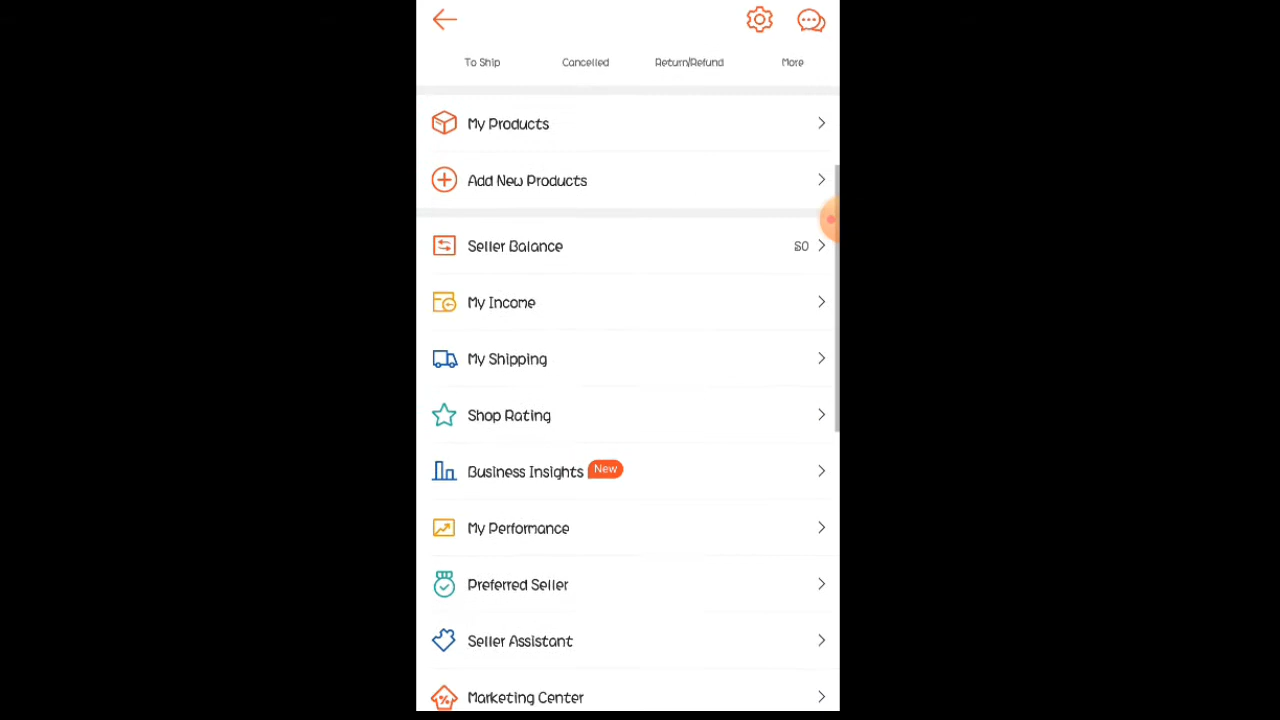 To Ship Cancelled Return/Refund More
My Products
Add New Products
Seller Balance $0
My Income
My Shipping
Shop Rating
Business Insights New
My Performance
Preferred Seller
Seller Assistant
Marketing Center